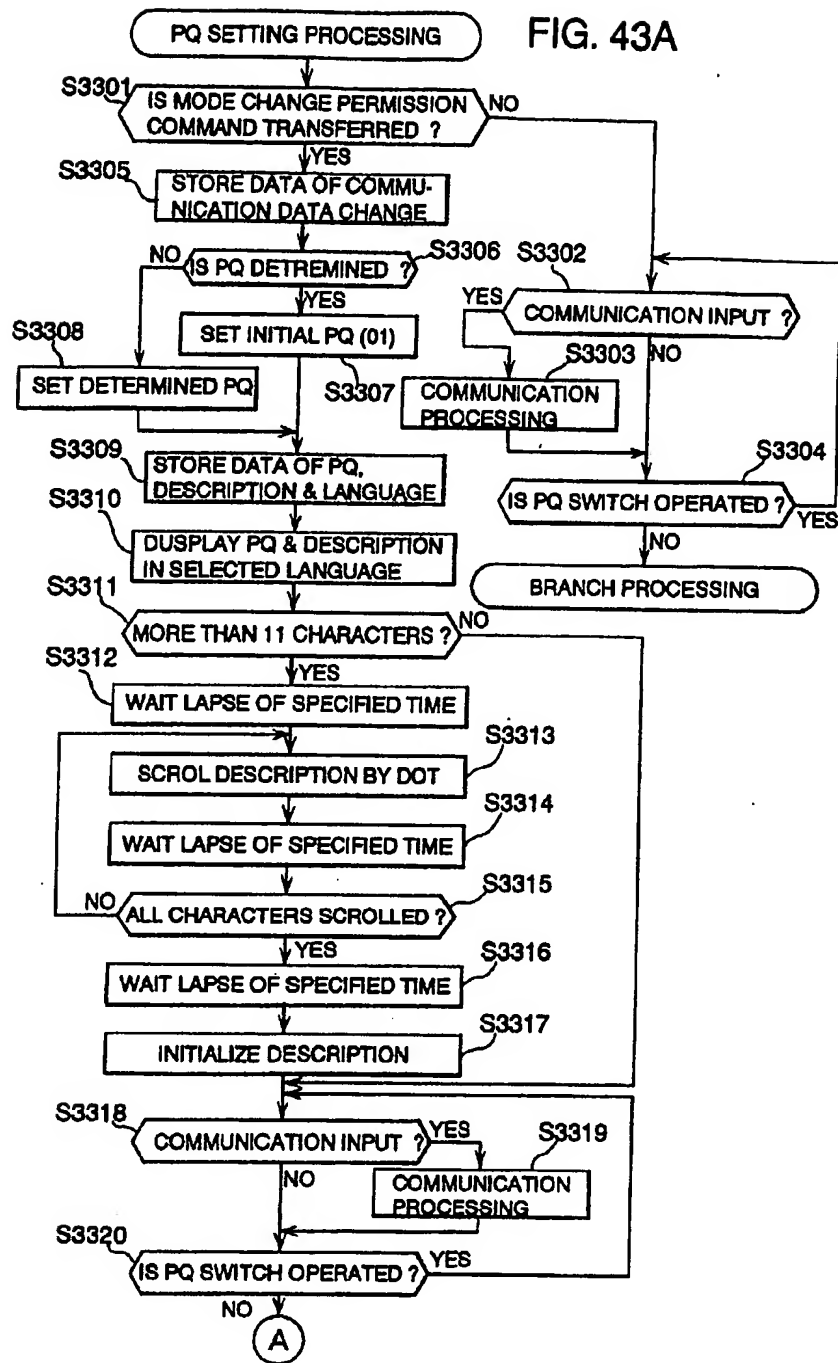 PQ SETTING PROCESSING
FIG. 43A
S3301
IS MODE CHANGE PERMISSION
COMMAND TRANSFERRED ?
NO
YES
S3305
STORE DATA OF COMMU-
NICATION DATA CHANGE
S3306
NO
IS PQ DETREMINED ?
YES
S3302
YES
COMMUNICATION INPUT ?
NO
S3308
SET INITIAL PQ (01)
S3307
S3303
SET DETERMINED PQ
COMMUNICATION
PROCESSING
S3309
STORE DATA OF PQ,
DESCRIPTION & LANGUAGE
S3304
IS PQ SWITCH OPERATED ?
YES
NO
S3310
DUSPLAY PQ & DESCRIPTION
IN SELECTED LANGUAGE
BRANCH PROCESSING
S3311
MORE THAN 11 CHARACTERS ?
NO
YES
S3312
WAIT LAPSE OF SPECIFIED TIME
S3313
SCROL DESCRIPTION BY DOT
S3314
WAIT LAPSE OF SPECIFIED TIME
S3315
NO
ALL CHARACTERS SCROLLED ?
YES
S3316
WAIT LAPSE OF SPECIFIED TIME
S3317
INITIALIZE DESCRIPTION
S3318
COMMUNICATION INPUT ?
YES
S3319
NO
COMMUNICATION
PROCESSING
S3320
IS PQ SWITCH OPERATED ?
YES
NO
A